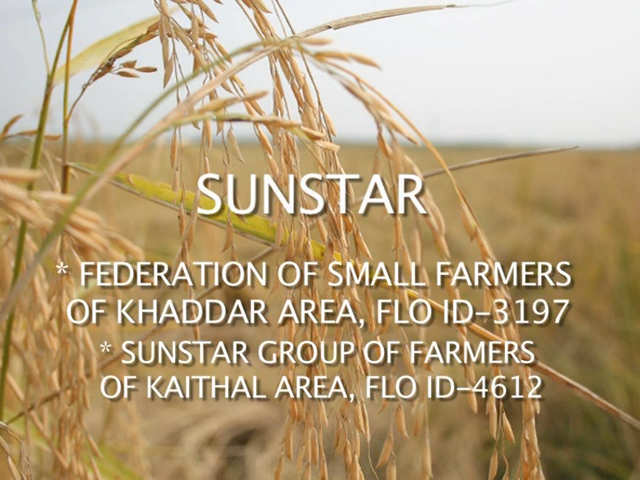 SUNSTAR
* FEDERATION OF SMALL FARMERS
OF KHADDAR AREA, FLO ID-3197
* SUNSTAR GROUP OF FARMERS
OF KAITHAL AREA, FLO ID-4612